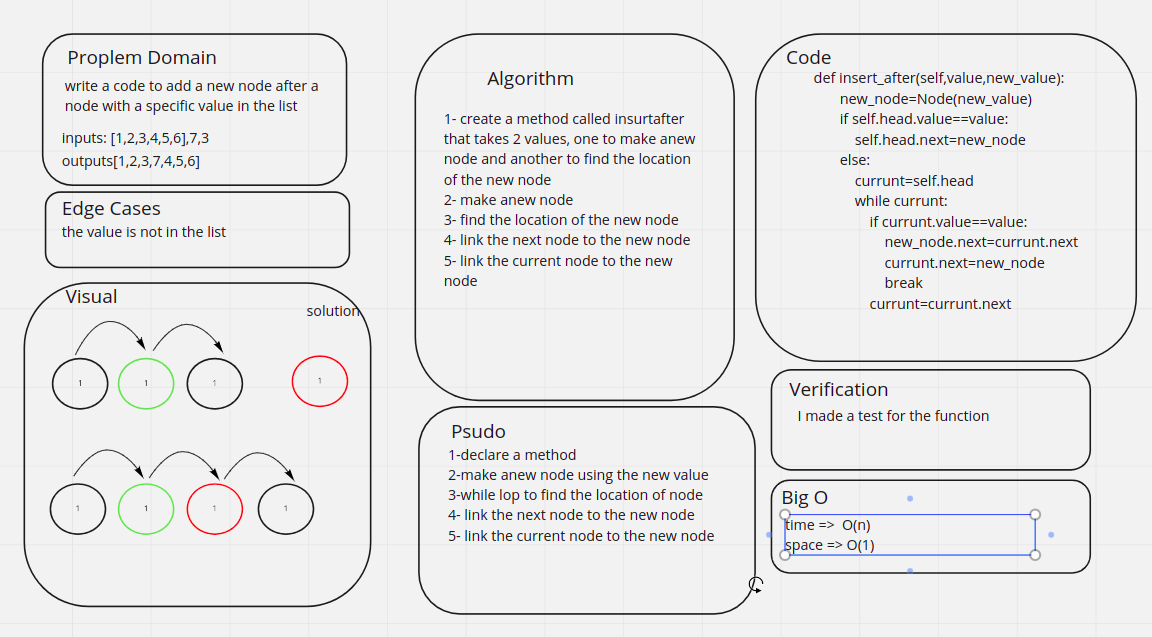 Proplem Domain
write a code to add a new node after a
node with a specific value in the list
inputs: [1,2,3,4,5,6],7,3
outputs[1,2,3,7,4,5,6]
Edge Cases
the value is not in the list
Visual
solution
1 1 1 1
1 1 1 1
Algorithm
1- create a method called insurtafter
that takes 2 values, one to make anew
node and another to find the location
of the new node
2- make anew node
3- find the location of the new node
4- link the next node to the new node
5- link the current node to the new
node
Psudo
1-declare a method
2-make anew node using the new value
3-while lop to find the location of node
4- link the next node to the new node
5- link the current node to the new node
Code
def insert_after(self,value,new_value):
new_node=Node(new_value)
if self.head.value==value:
self.head.next=new_node
else:
currunt=self.head
while currunt:
if currunt.value==value:
new_node.next=currunt.next
currunt.next=new_node
break
currunt=currunt.next
Verification
I made a test for the function
Big O
time => O(n)
space => O(1)